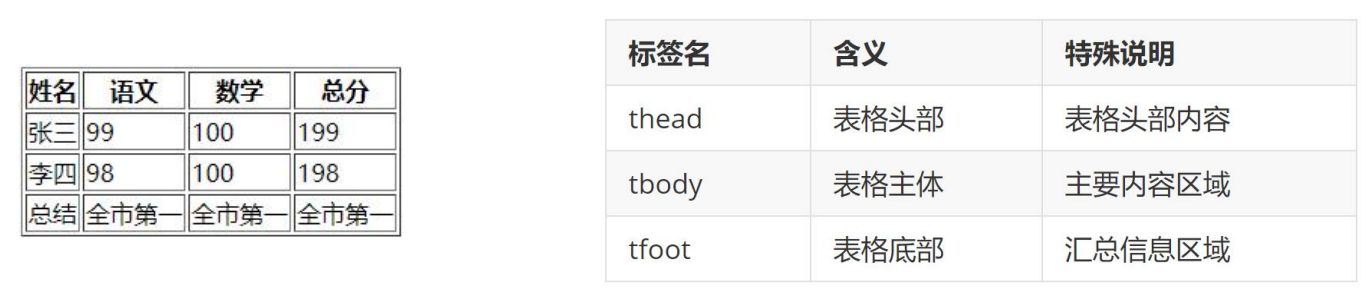 姓名 语文 数学 总分
张三 99 100 199
李四 98 100 198
总结 全市第一 全市第一 全市第一
标签名 含义 特殊说明
thead 表格头部 表格头部内容
tbody 表格主体 主要内容区域
tfoot 表格底部 汇总信息区域